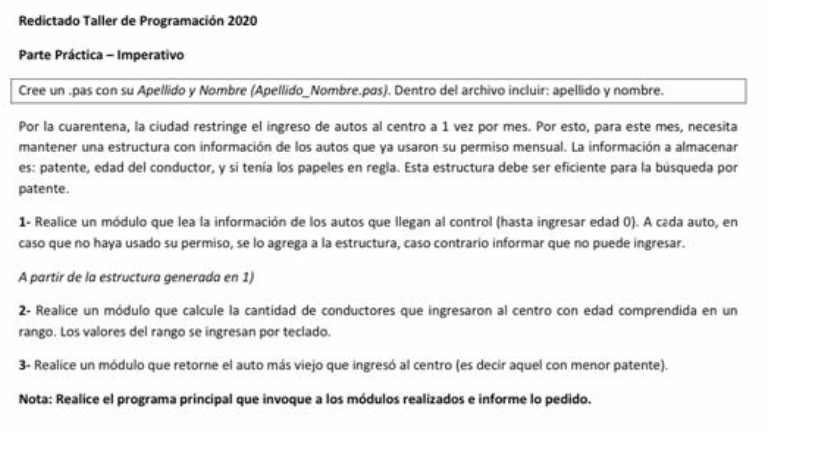 Redictado Taller de Programación 2020
Parte Práctica – Imperativo
Cree un .pas con su Apellido y Nombre (Apellido_Nombre.pas). Dentro del archivo incluir: apellido y nombre.
Por la cuarentena, la ciudad restringe el ingreso de autos al centro a 1 vez por mes. Por esto, para este mes, necesita
mantener una estructura con información de los autos que ya usaron su permiso mensual. La información a almacenar
es: patente, edad del conductor, y si tenía los papeles en regla. Esta estructura debe ser eficiente para la búsqueda por
patente.
1- Realice un módulo que lea la información de los autos que llegan al control (hasta ingresar edad 0). A cada auto, en
caso que no haya usado su permiso, se lo agrega a la estructura, caso contrario informar que no puede ingresar.
A partir de la estructura generada en 1)
2- Realice un módulo que calcule la cantidad de conductores que ingresaron al centro con edad comprendida en un
rango. Los valores del rango se ingresan por teclado.
3- Realice un módulo que retorne el auto más viejo que ingresó al centro (es decir aquel con menor patente).
Nota: Realice el programa principal que invoque a los módulos realizados e informe lo pedido.